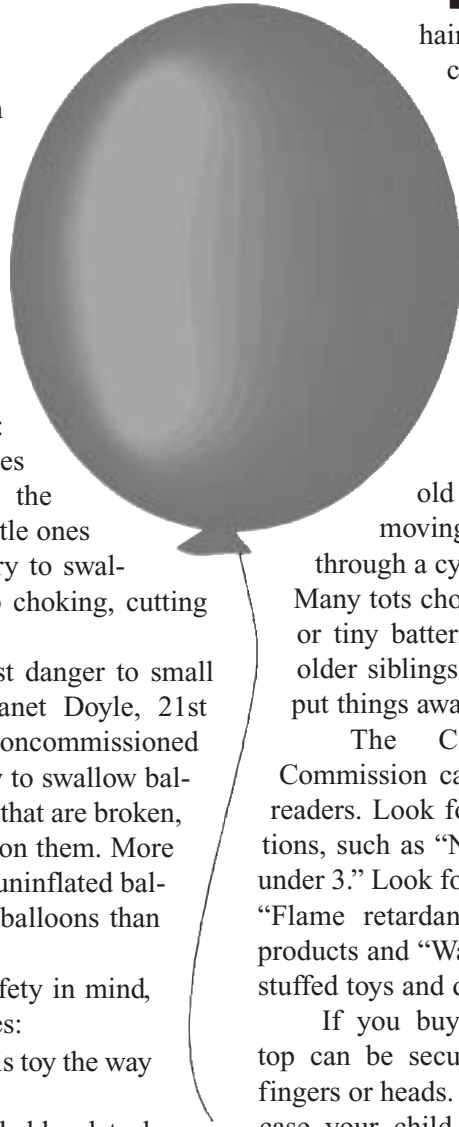 es
the
tle ones
ry to swal-
choking, cutting
st danger to small
anet Doyle, 21st
oncommissioned
y to swallow bal-
that are broken,
on them. More
uninflated bal-
balloons than
fety in mind,
es:
is toy the way
hair
c
old
moving
through a cy
Many tots cho
or tiny batter
older siblings
put things awa
The C
Commission ca
readers. Look fo
tions, such as “N
under 3.” Look fo
“Flame retardan
products and “Wa
stuffed toys and d
If you buy
top can be secu
fingers or heads.
case your child